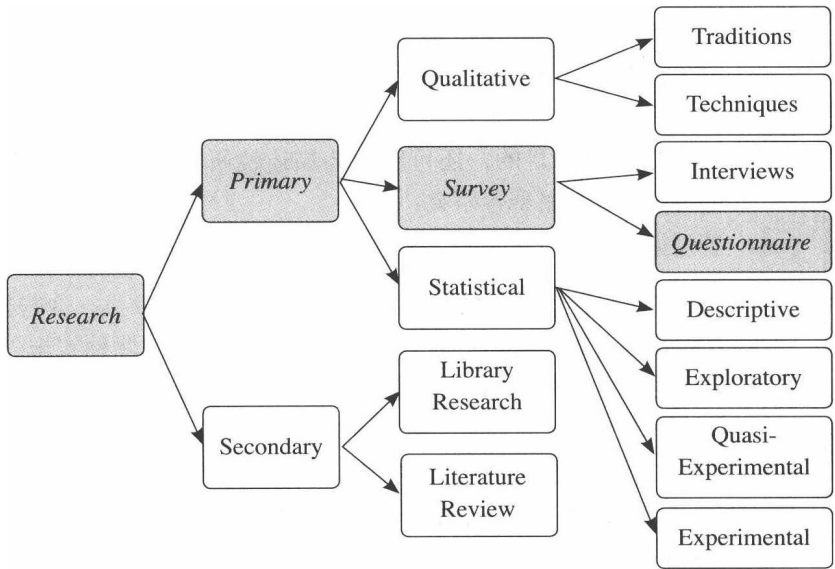 Research
Primary
Secondary
Qualitative
Survey
Statistical
Library
Research
Literature
Review
Traditions
Techniques
Interviews
Questionnaire
Descriptive
Exploratory
Quasi-
Experimental
Experimental